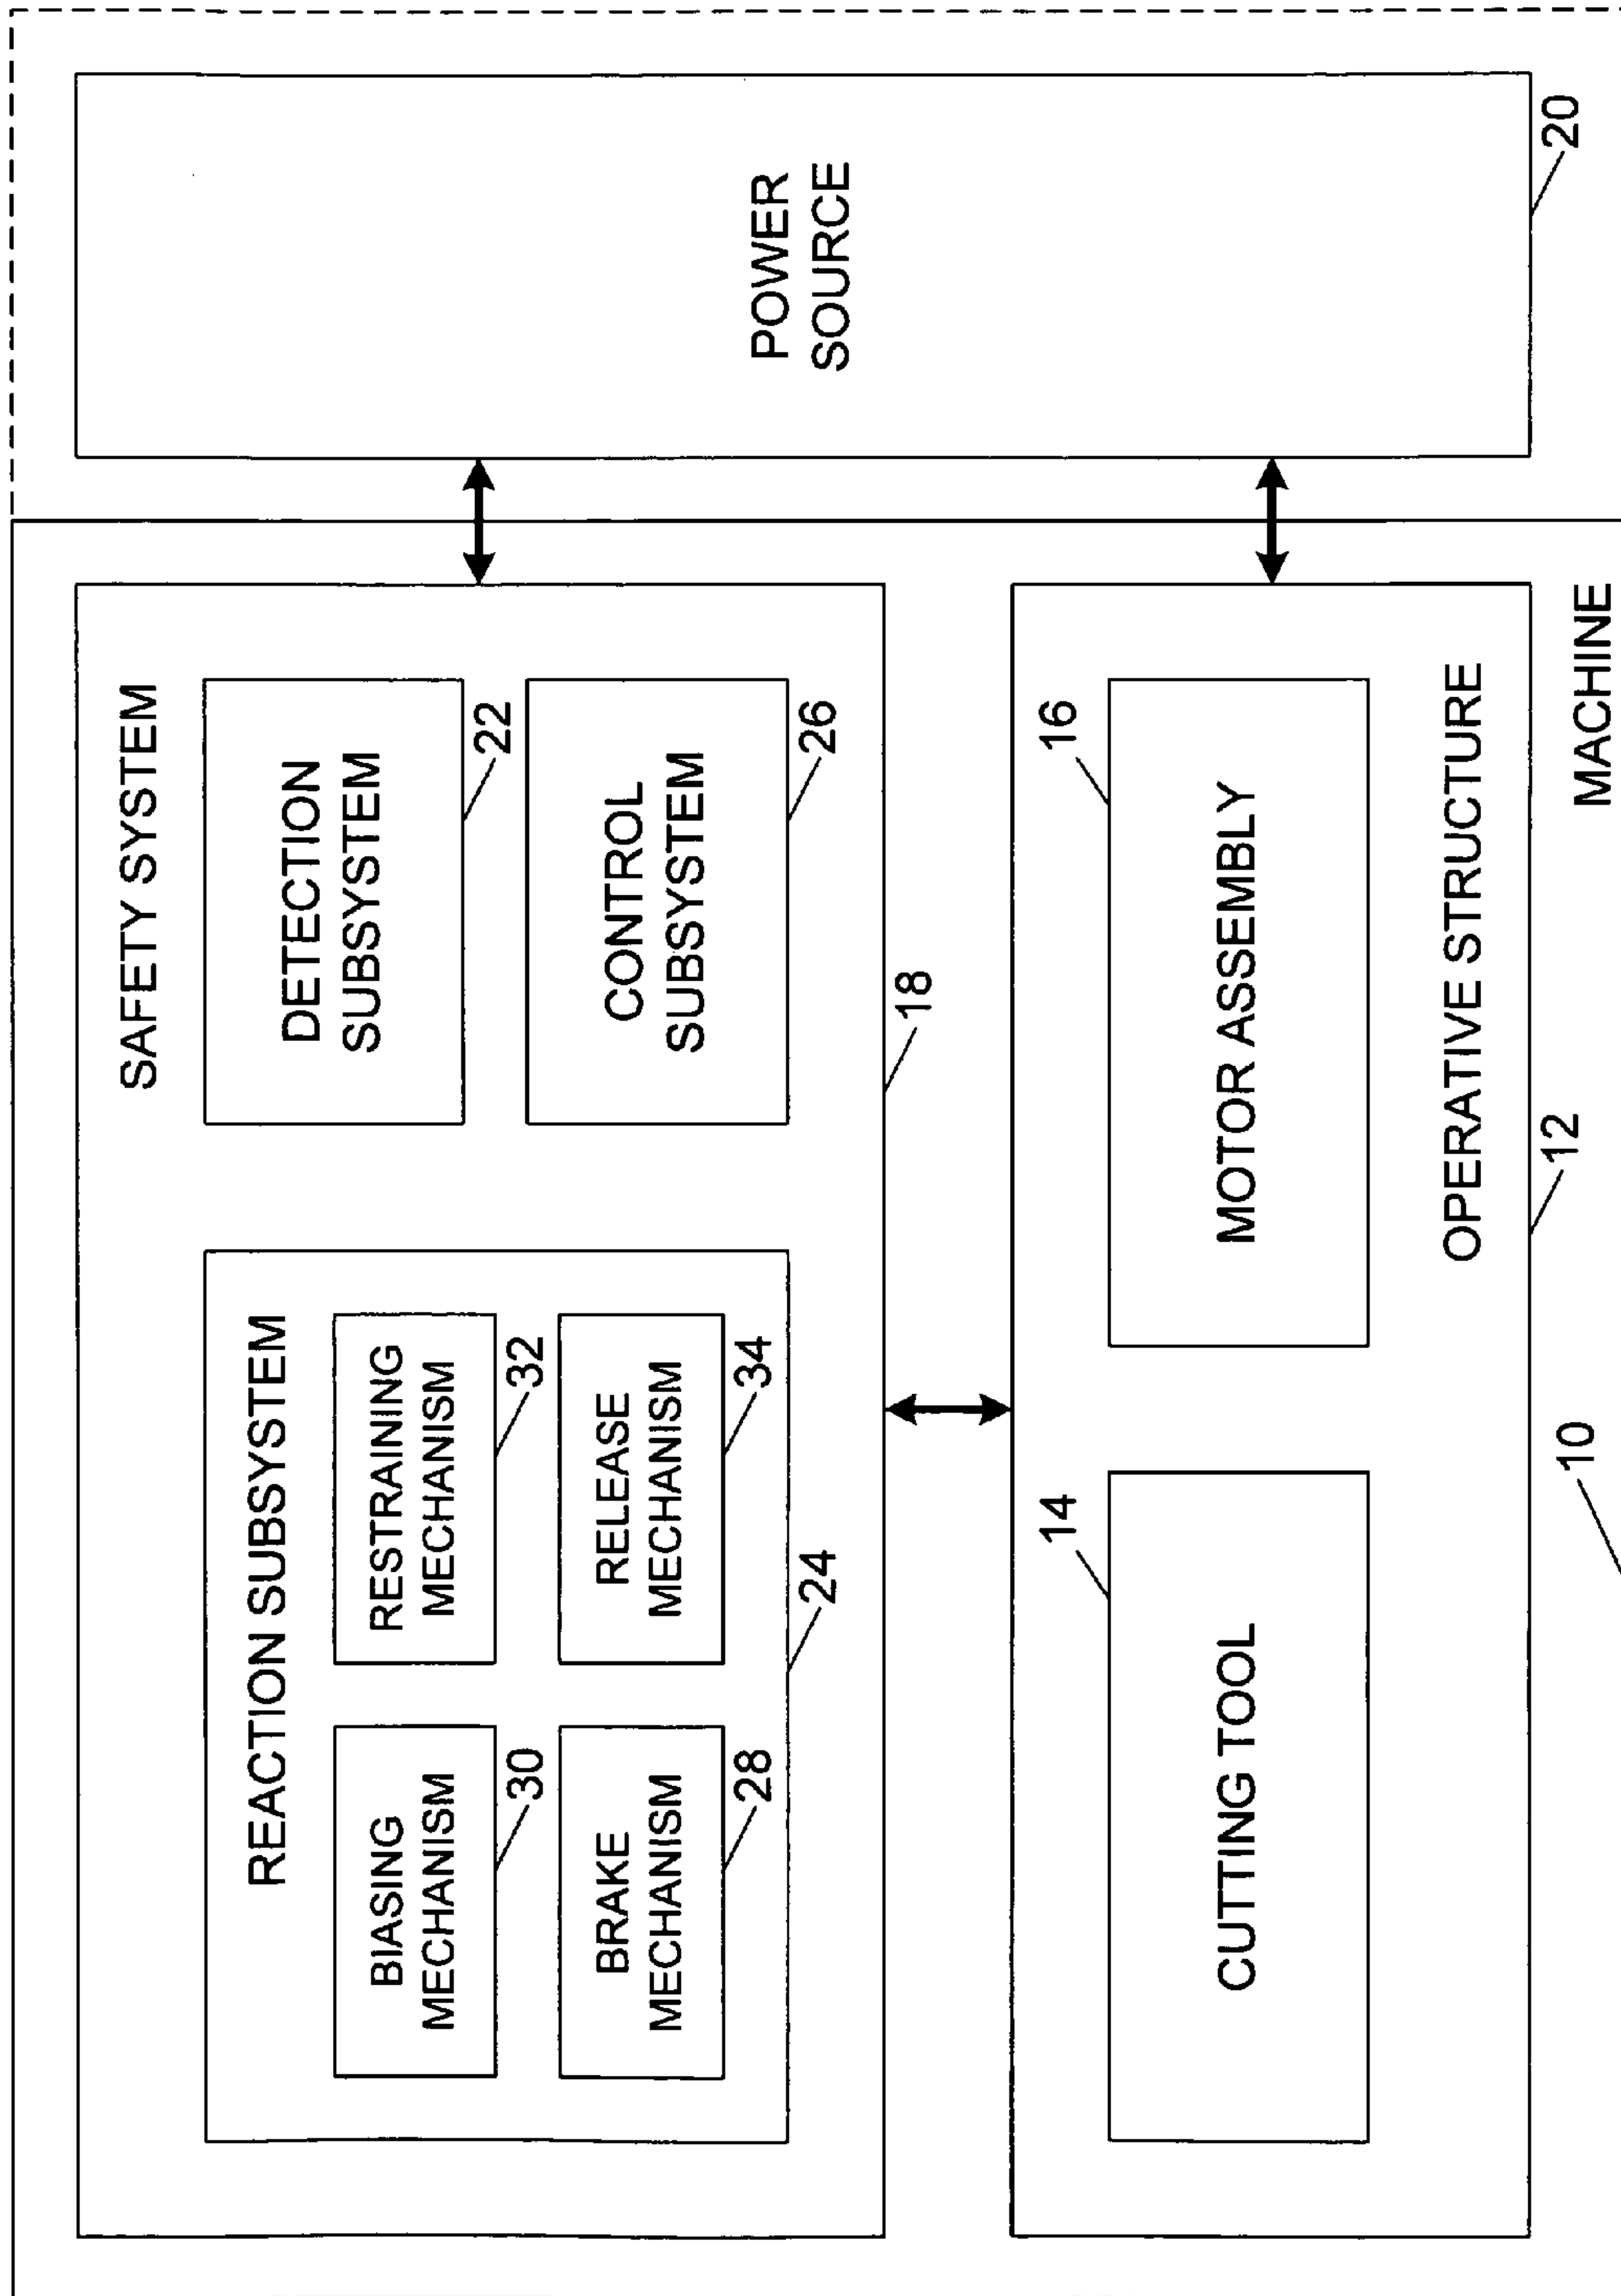 SAFETY SYSTEM
REACTION SUBSYSTEM
BIASING
MECHANISM
30
RESTRAINING
MECHANISM
32
BRAKE
MECHANISM
28
RELEASE
MECHANISM
34
24
DETECTION
SUBSYSTEM
22
CONTROL
SUBSYSTEM
26
18
POWER
SOURCE
20
14
CUTTING TOOL
16
MOTOR ASSEMBLY
OPERATIVE STRUCTURE
12
10
MACHINE